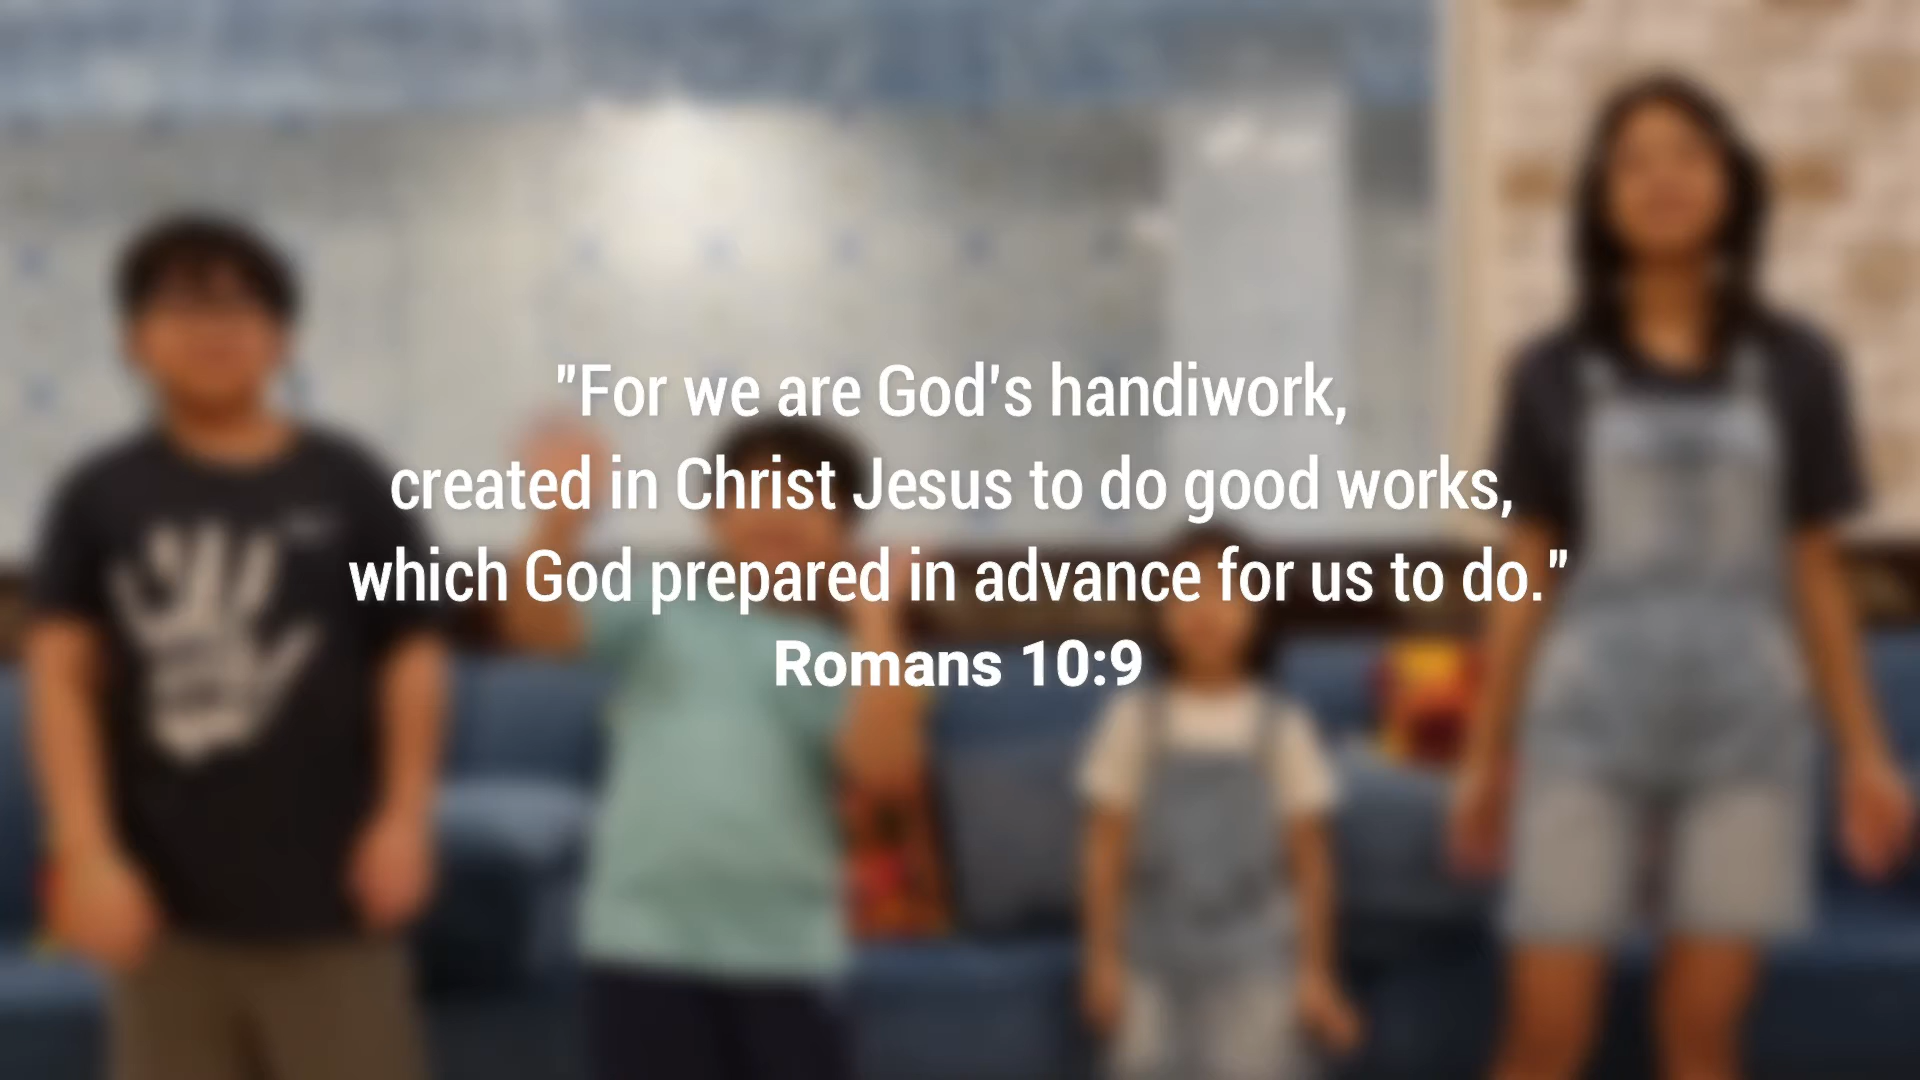 "For we are God's handiwork,
created in Christ Jesus to do good works,
which God prepared in advance for us to do."
Romans 10:9